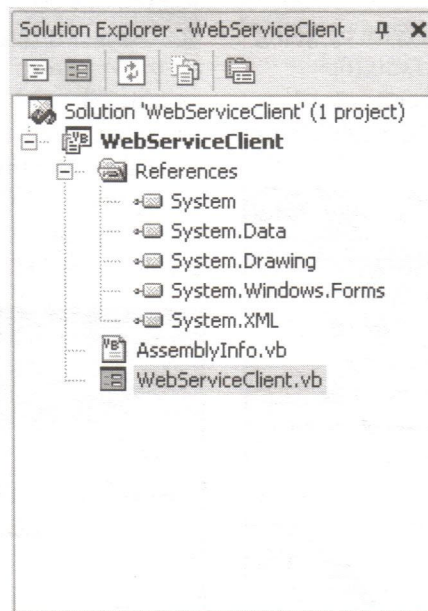 Solution Explorer - WebServiceClient
Solution 'WebServiceClient' (1 project)
WebServiceClient
References
System
System.Data
System.Drawing
System.Windows.Forms
System.XML
AssemblyInfo.vb
WebServiceClient.vb